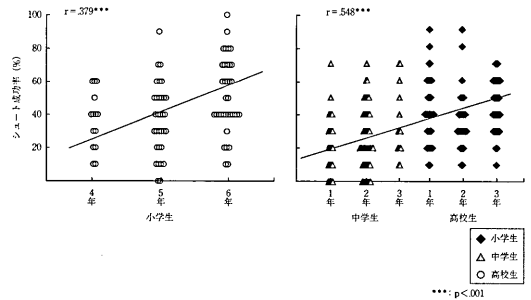 r=.379***
r=.548***
シュート成功率 (%)
100
80
60
40
20
4年
5年
6年
小学生
1年
2年
3年
1年
2年
3年
中学生
高校生
◆ 小学生
△ 中学生
○ 高校生
***: p<.001